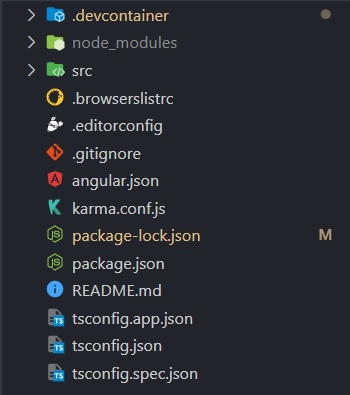 .devcontainer
node_modules
src
.browserslistrc
.editorconfig
.gitignore
angular.json
karma.conf.js
package-lock.json M
package.json
README.md
tsconfig.app.json
tsconfig.json
tsconfig.spec.json